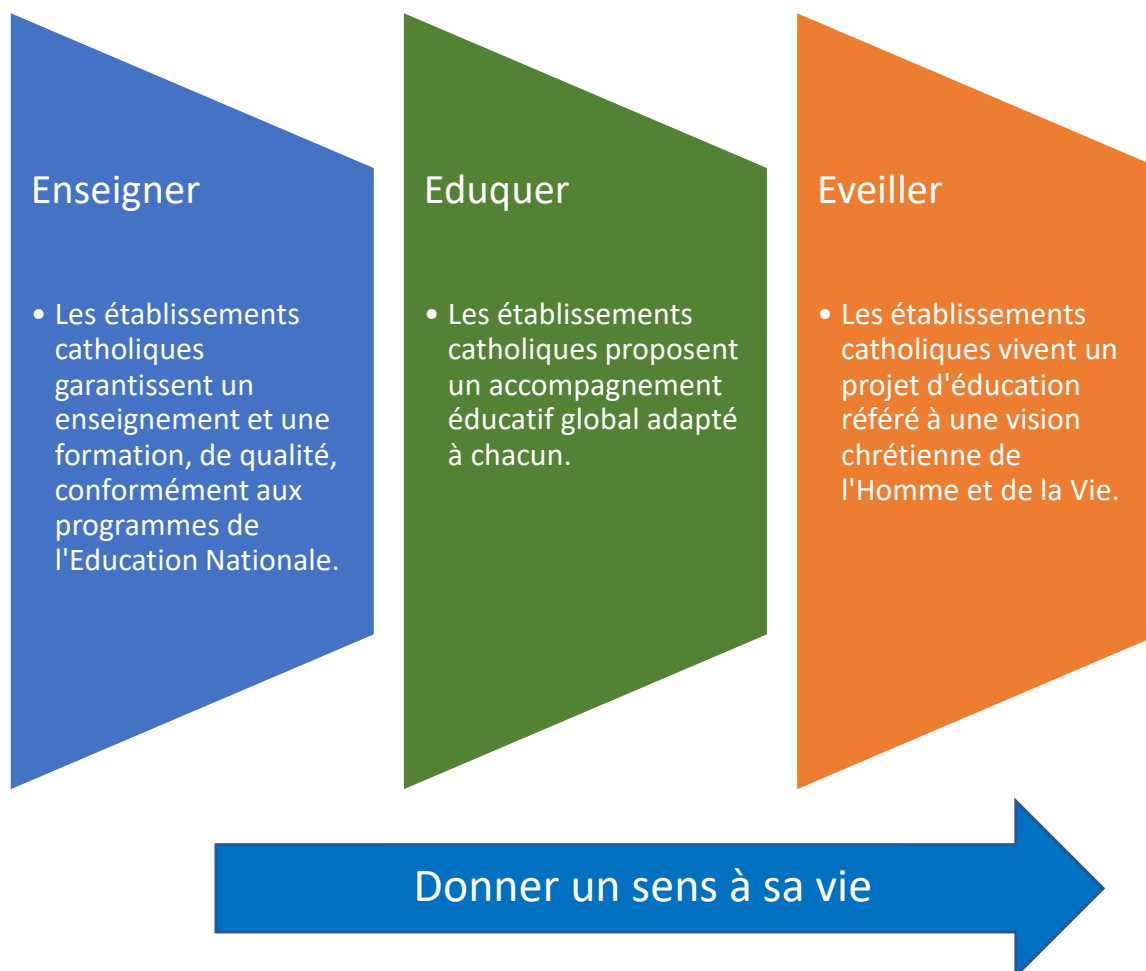 Enseigner
• Les établissements
catholiques
garantissent un
enseignement et une
formation, de qualité,
conformément aux
programmes de
l'Education Nationale.
Eduquer
• Les établissements
catholiques proposent
un accompagnement
éducatif global adapté
à chacun.
Eveiller
• Les établissements
catholiques vivent un
projet d'éducation
référé à une vision
chrétienne de
l'Homme et de la Vie.
Donner un sens à sa vie